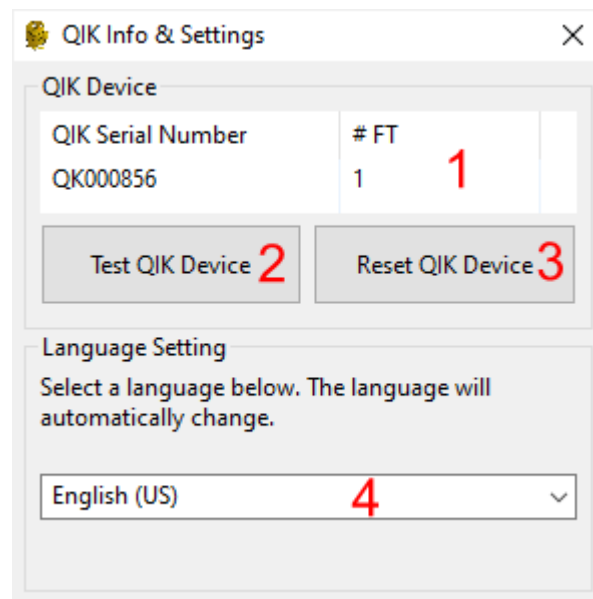 QIK Info & Settings
QIK Device
QIK Serial Number # FT
QK000856 1 1
Test QIK Device 2 Reset QIK Device 3
Language Setting
Select a language below. The language will
automatically change.
English (US) 4